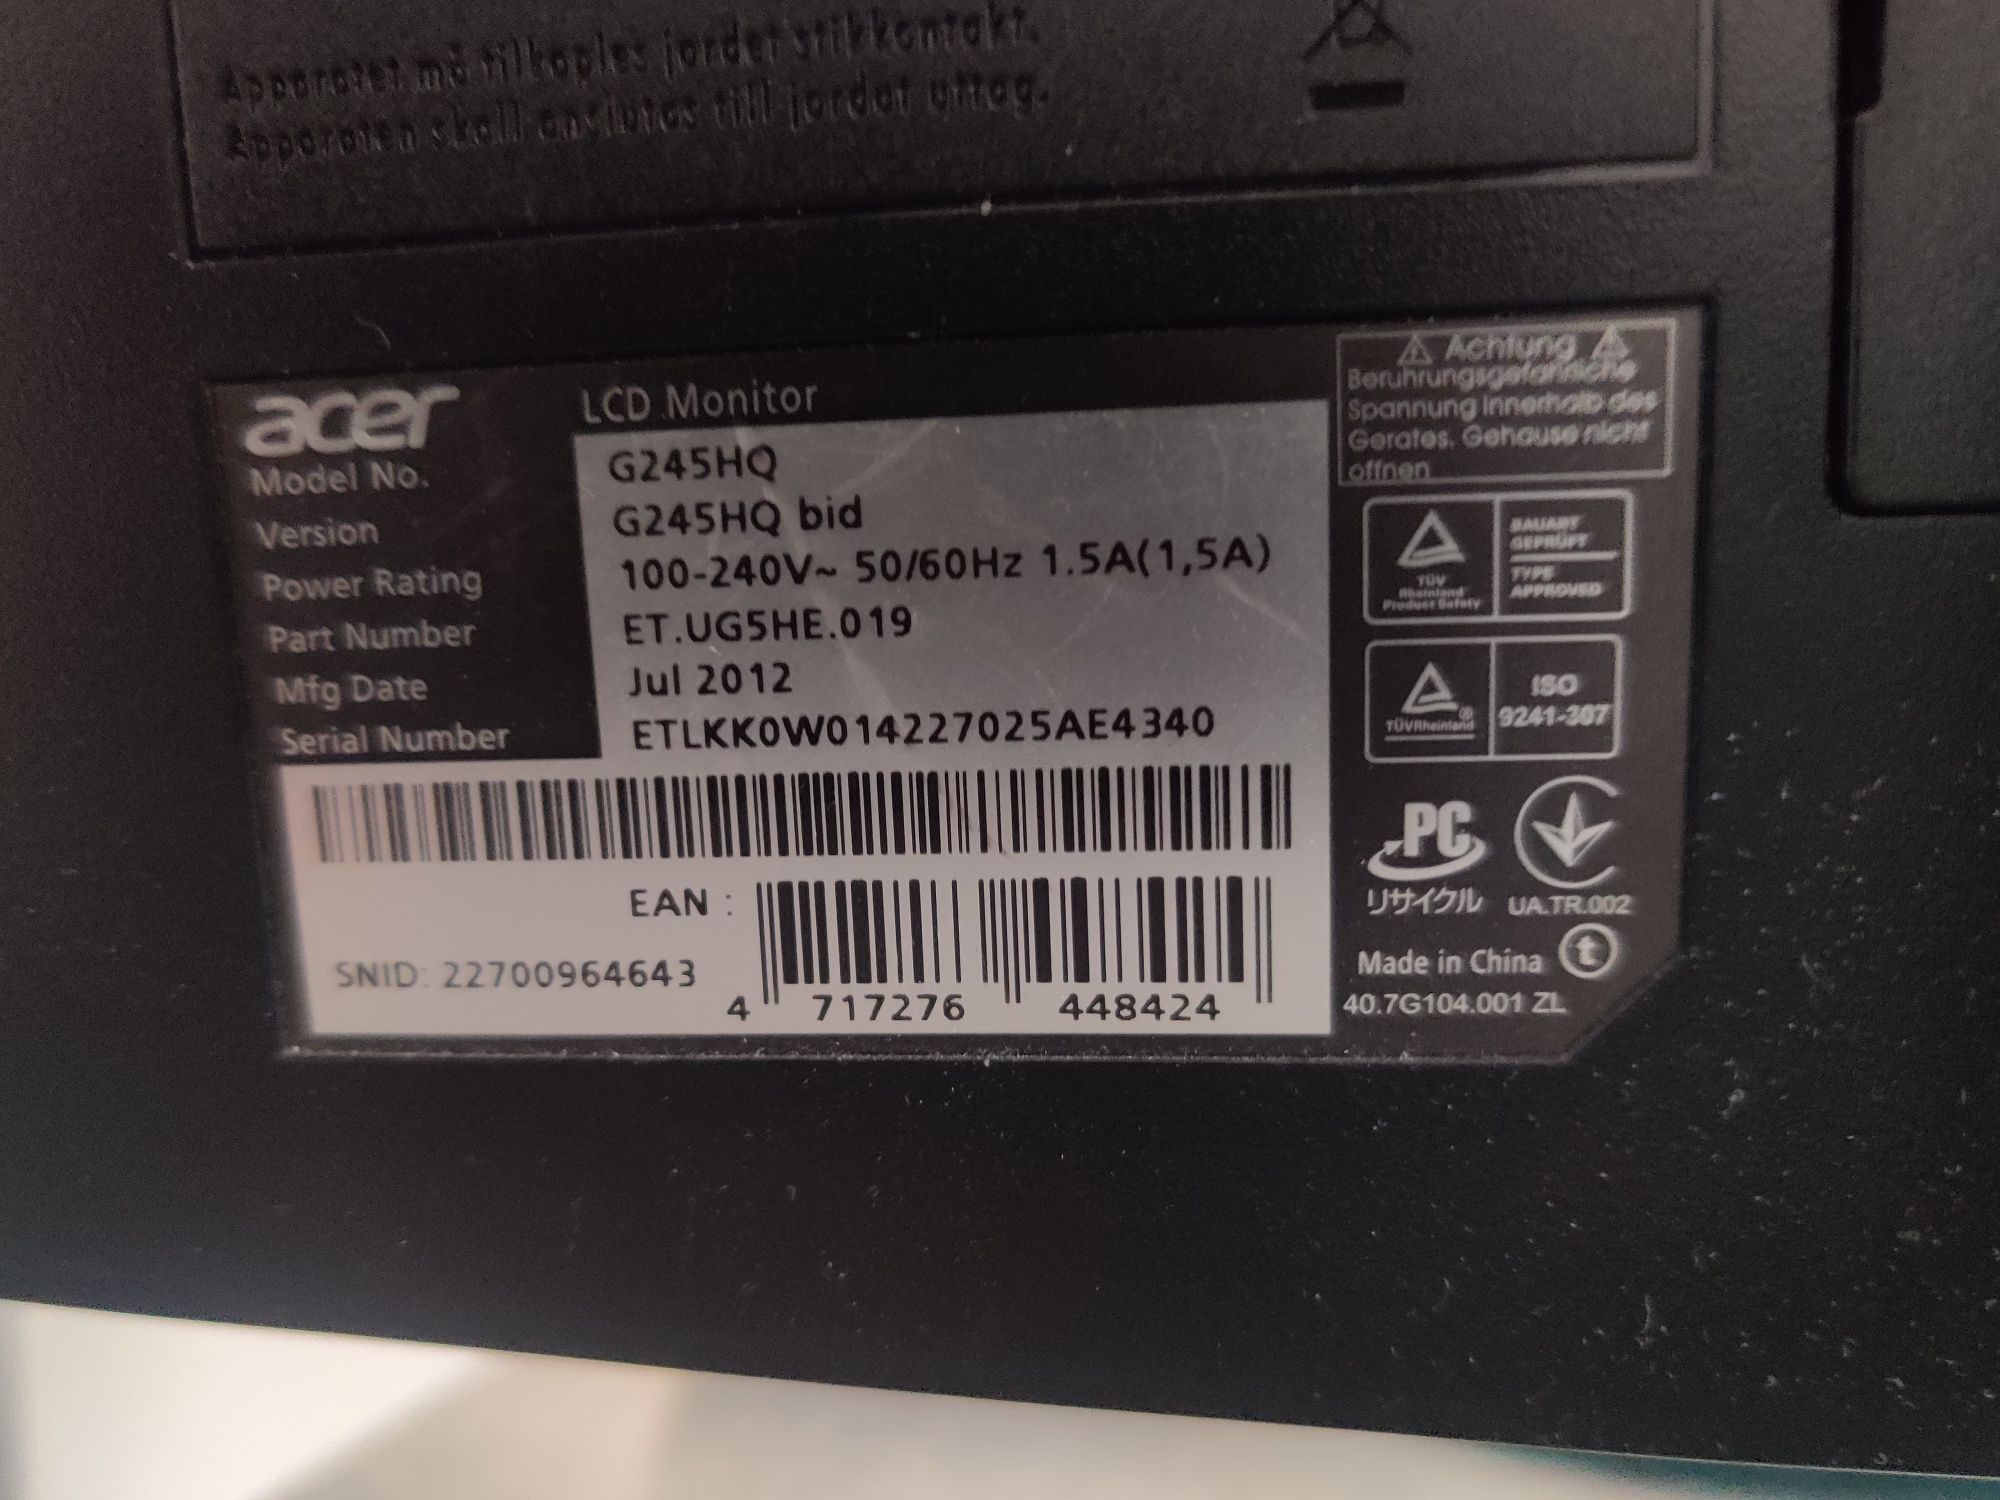 Apparatet må tilkoples jordet stikkontakt.
Apparaten skall anslutas till jordat uttag.
acer
LCD Monitor
Model No. G245HQ
Version G245HQ bid
Power Rating 100-240V~ 50/60Hz 1.5A(1,5A)
Part Number ET.UG5HE.019
Mfg Date Jul 2012
Serial Number ETLKK0W014227025AE4340
EAN :
SNID: 22700964643
4 717276 448424
Achtung
Beruhrungsgefahrliche
Spannung innerhalb des
Gerates. Gehause nicht
offnen
TÜV
Rheinland
Product Safety
BAUART
GEPRÜFT
TYPE
APPROVED
TÜVRheinland®
ISO
9241-307
PC
リサイクル
UA.TR.002
Made in China t
40.7G104.001 ZL